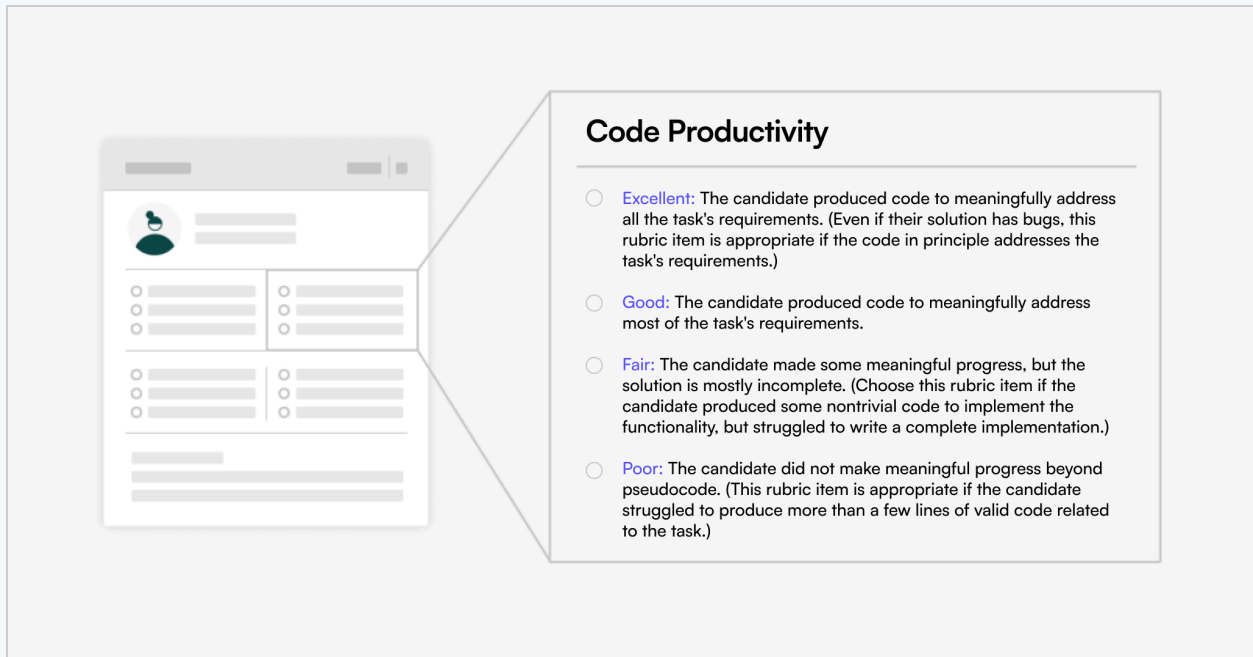 Code Productivity
Excellent: The candidate produced code to meaningfully address
all the task's requirements. (Even if their solution has bugs, this
rubric item is appropriate if the code in principle addresses the
task's requirements.)
Good: The candidate produced code to meaningfully address
most of the task's requirements.
Fair: The candidate made some meaningful progress, but the
solution is mostly incomplete. (Choose this rubric item if the
candidate produced some nontrivial code to implement the
functionality, but struggled to write a complete implementation.)
Poor: The candidate did not make meaningful progress beyond
pseudocode. (This rubric item is appropriate if the candidate
struggled to produce more than a few lines of valid code related
to the task.)